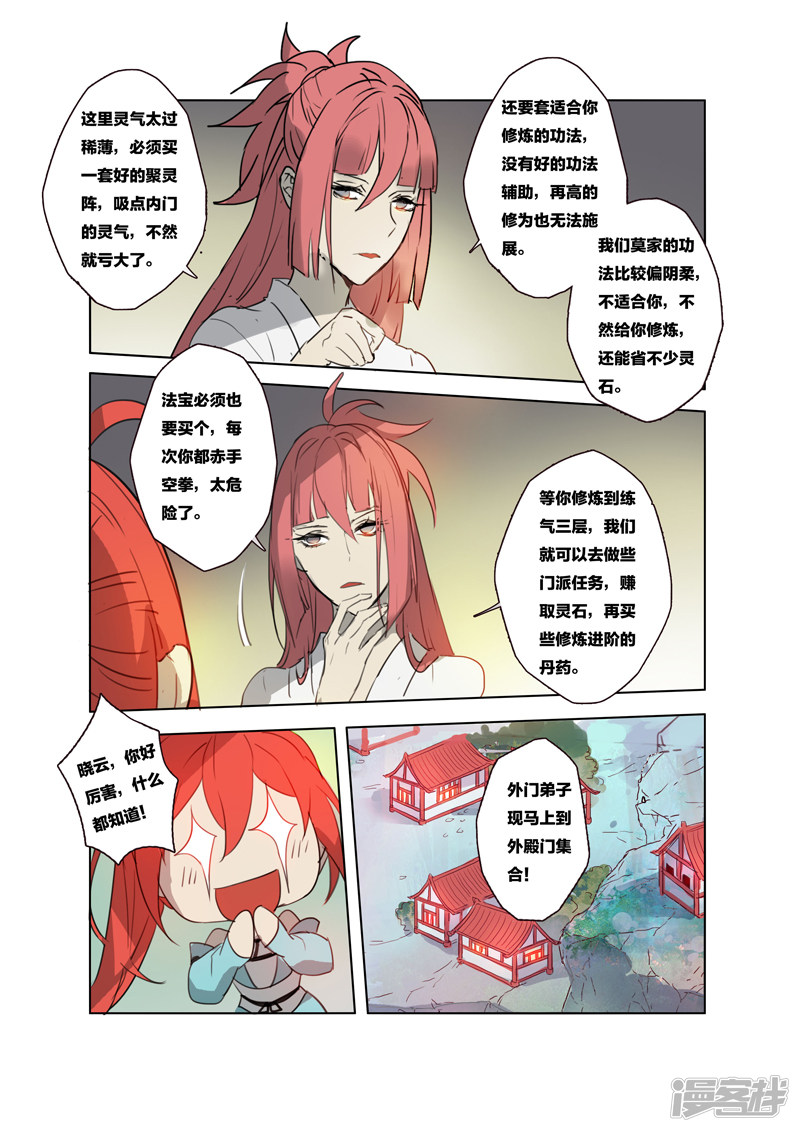 这里灵气太过
稀薄，必须买
一套好的聚灵
阵，吸点内门
的灵气，不然
就亏大了。
还要套适合你
修炼的功法，
没有好的功法
辅助，再高的
修为也无法施
展。
我们莫家的功
法比较偏阴柔，
不适合你，不
然给你修炼，
还能省不少灵
石。
法宝必须也
要买个，每
次你都赤手
空拳，太危
险了。
等你修炼到练
气三层，我们
就可以去做些
门派任务，赚
取灵石，再买
些修炼进阶的
丹药。
晓云，你好
厉害，什么
都知道！
外门弟子
现马上到
外殿门集
合！
漫客栈